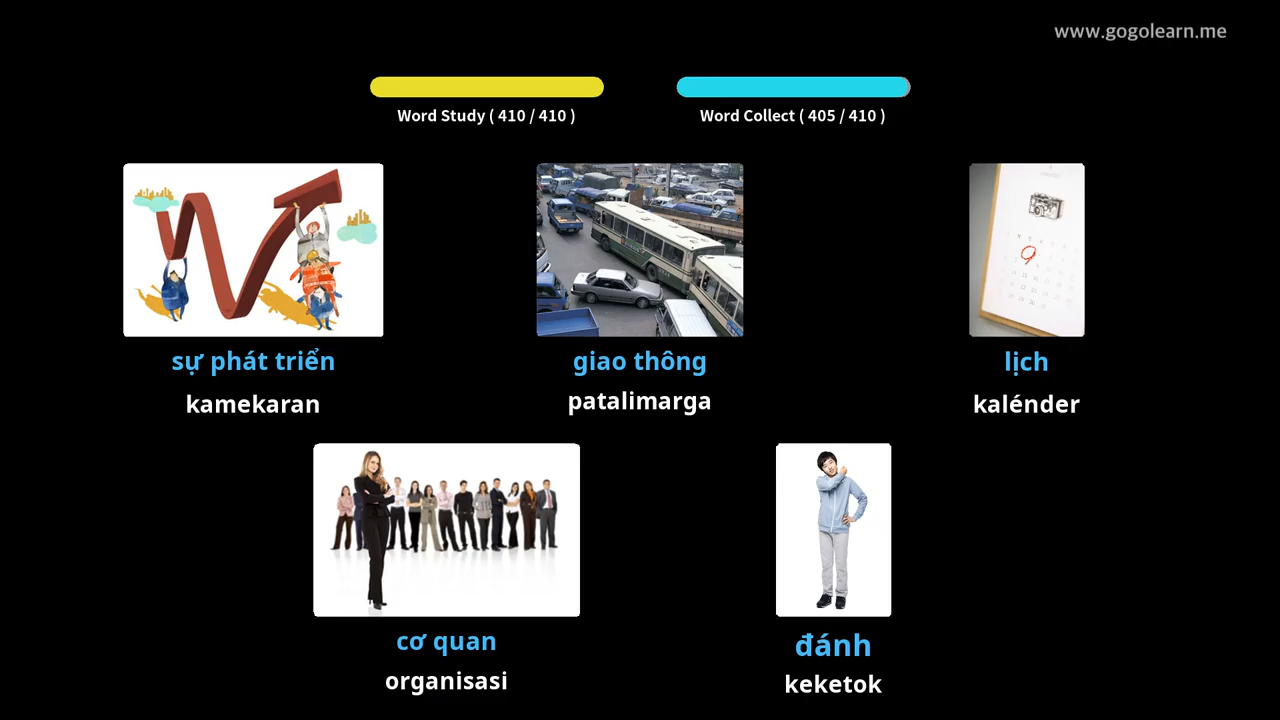 www.gogolearn.me
Word Study ( 410 / 410 )
Word Collect ( 405 / 410 )
sự phát triển
kamekaran
giao thông
patalimarga
lịch
kalénder
cơ quan
organisasi
đánh
keketok